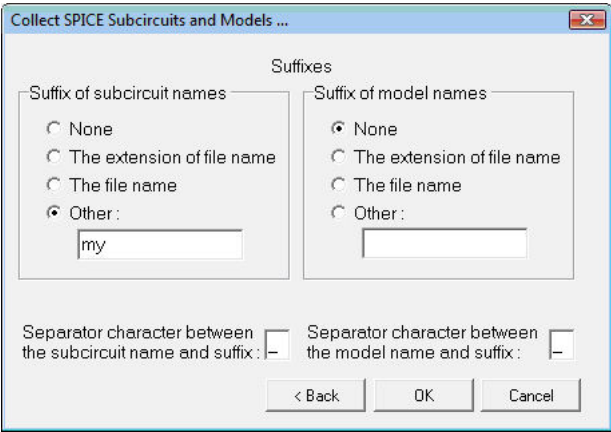 Collect SPICE Subcircuits and Models ...
Suffixes
Suffix of subcircuit names
None
The extension of file name
The file name
Other :
my
Suffix of model names
None
The extension of file name
The file name
Other :
Separator character between
the subcircuit name and suffix : _
Separator character between
the model name and suffix : _
< Back
OK
Cancel